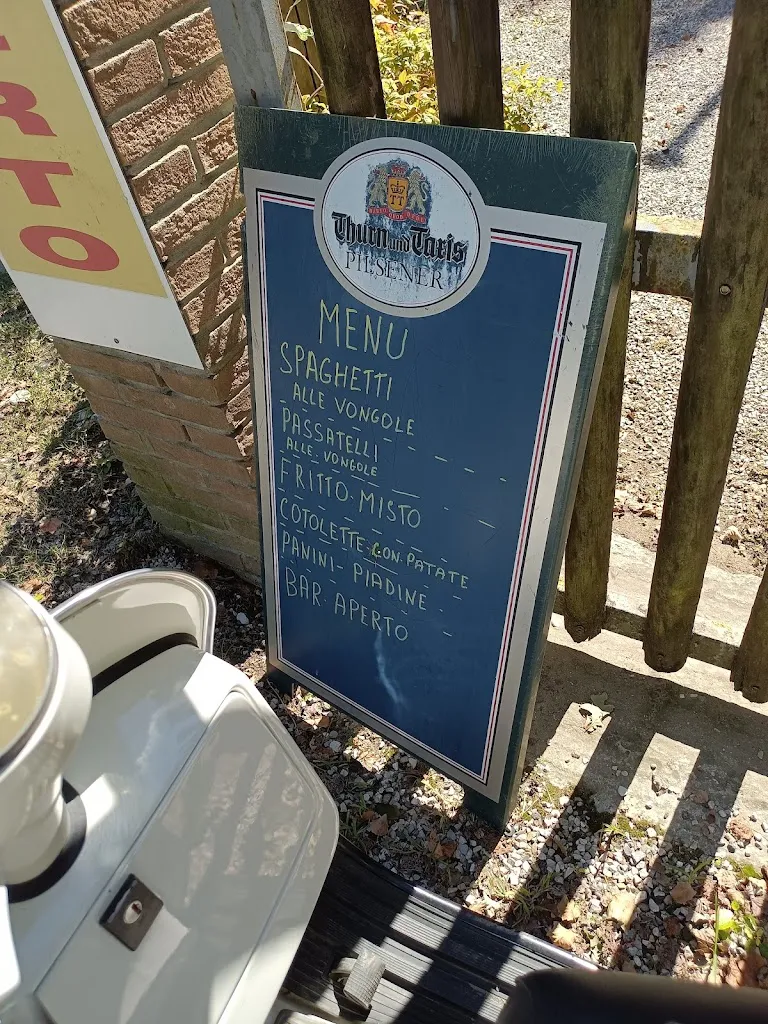 RTO
Thurn und Taxis
PILSENER
MENU
SPAGHETTI
ALLE VONGOLE
PASSATELLI
ALLE. VONGOLE
FRITTO. MISTO
COTOLETTE CON PATATE
PANINI- PIADINE
BAR. APERTO